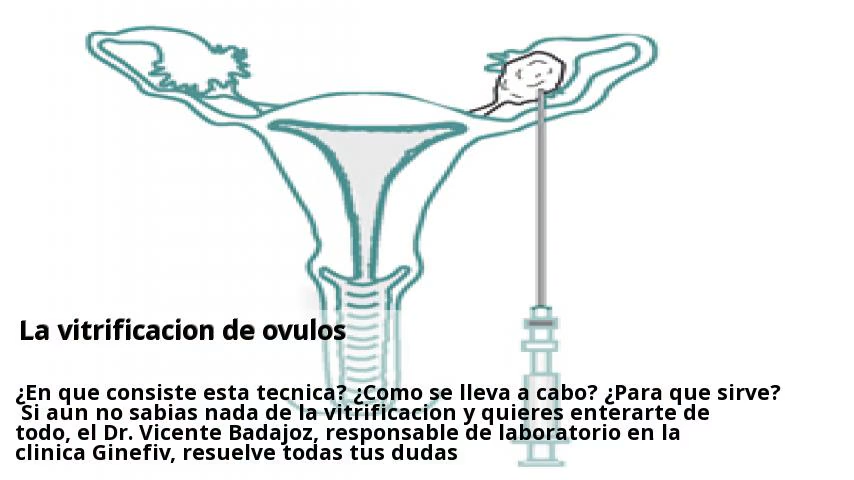 La vitrificacion de ovulos
¿En que consiste esta tecnica? ¿Como se lleva a cabo? ¿Para que sirve?
Si aun no sabias nada de la vitrificacion y quieres enterarte de
todo, el Dr. Vicente Badajoz, responsable de laboratorio en la
clinica Ginefiv, resuelve todas tus dudas